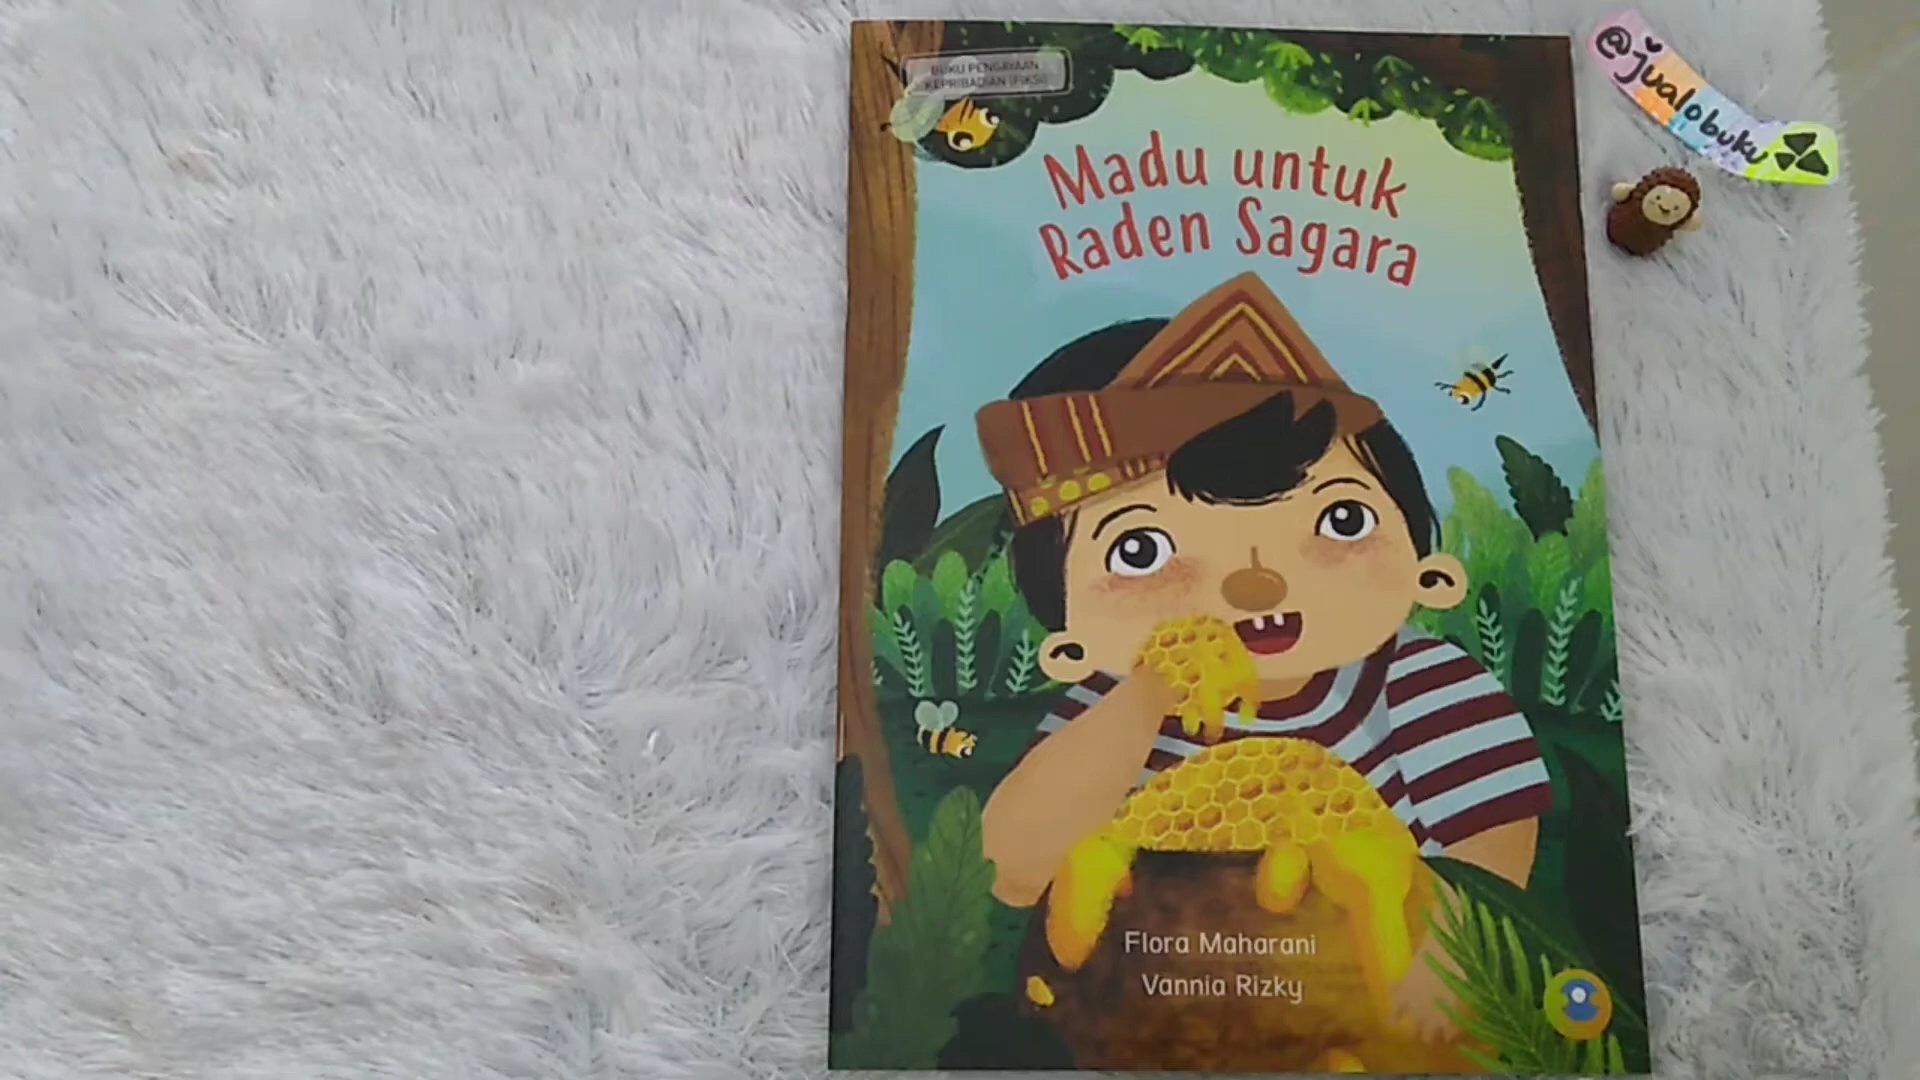 BUKU PENGAYAAN
KEPRIBADIAN (FIKSI)
Madu untuk
Raden Sagara
Flora Maharani
Vannia Rizky
@jualobuku